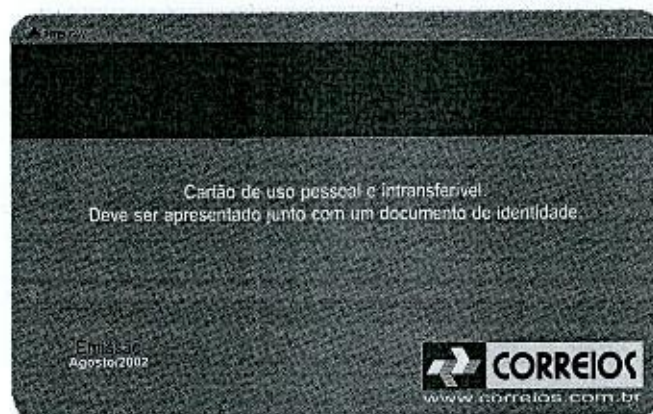 Cartão de uso pessoal e intransferível.
Deve ser apresentado junto com um documento de identidade.
Emissão
Agosto/2002
CORREIOS
www.correios.com.br